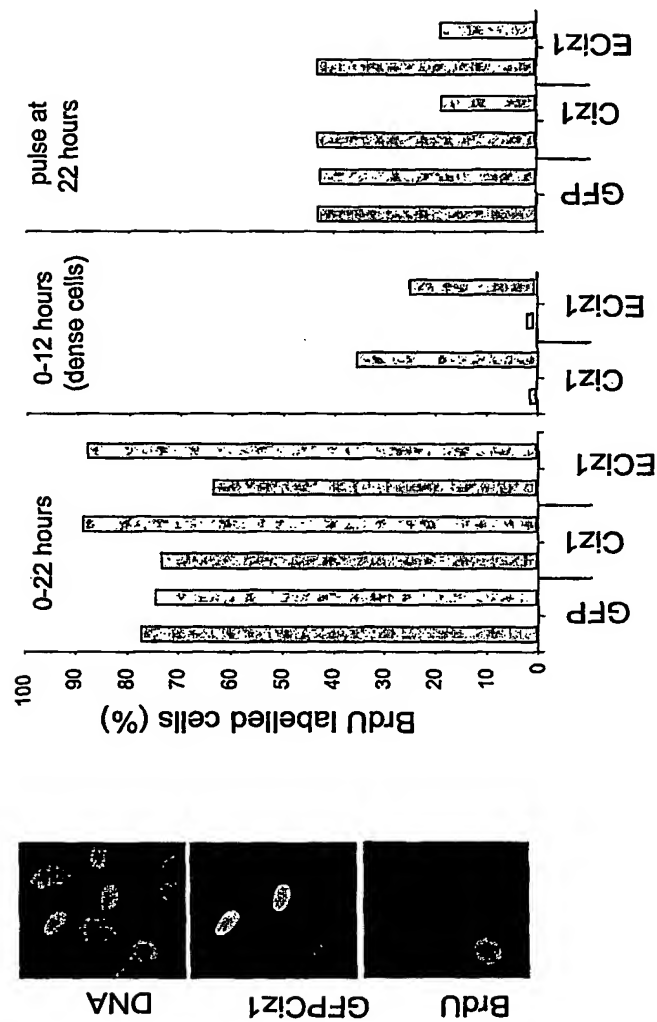 pulse at
22 hours
0-12 hours
(dense cells)
0-22 hours
BrdU labelled cells (%)
100
90
80
70
60
50
40
30
20
10
0
GFP
Ciz1
ECiz1
Ciz1
ECiz1
GFP
Ciz1
ECiz1
DNA
GFPCiz1
BrdU